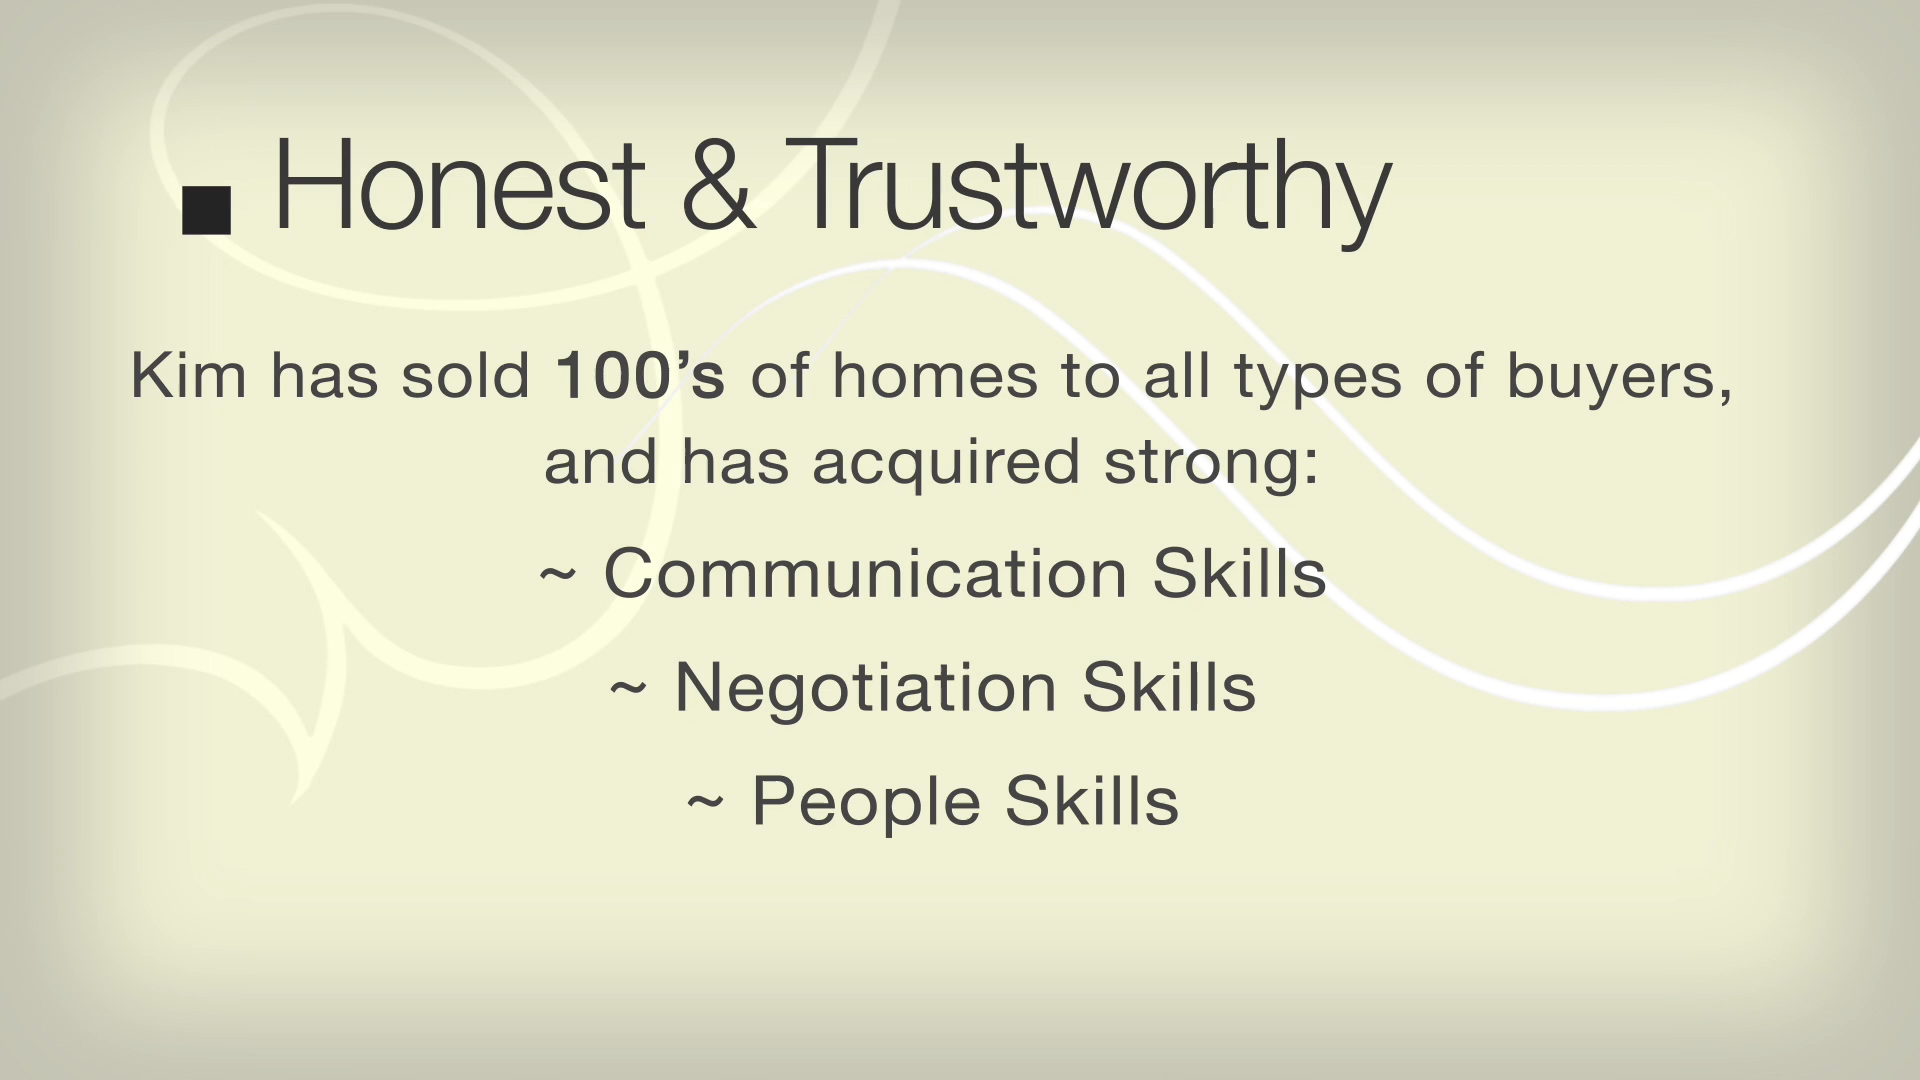 ▪ Honest & Trustworthy
Kim has sold 100’s of homes to all types of buyers,
and has acquired strong:
~ Communication Skills
~ Negotiation Skills
~ People Skills